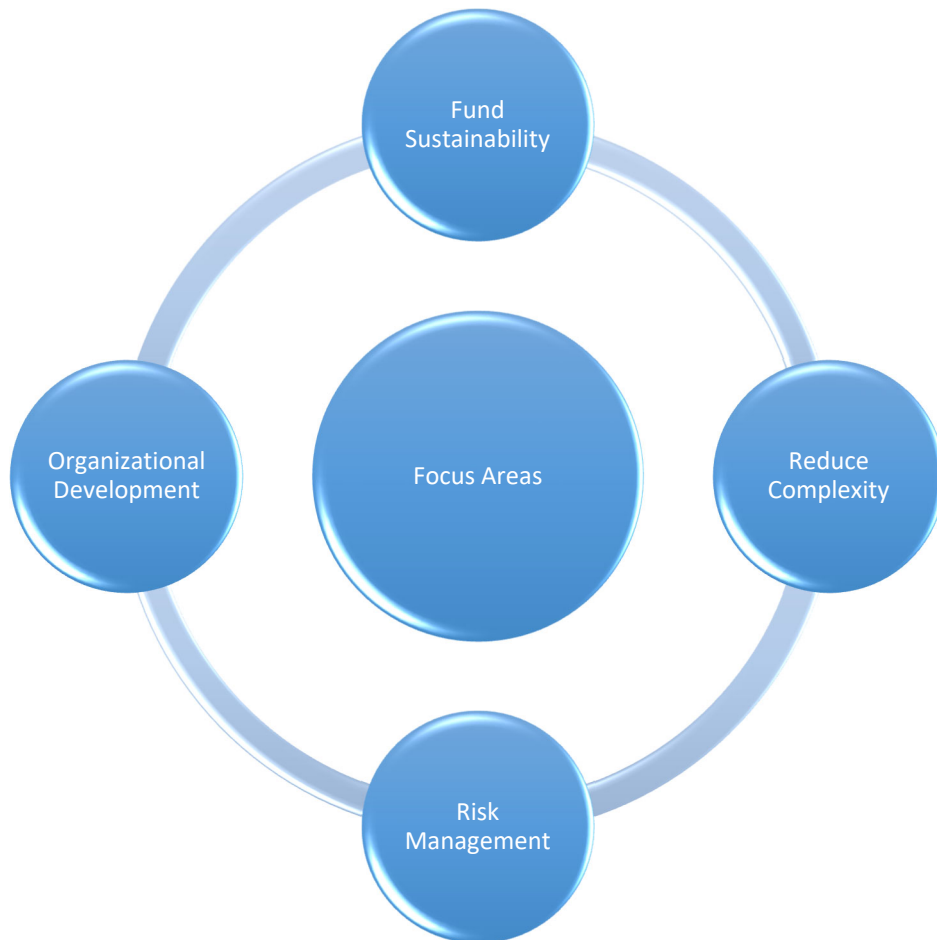 Fund
Sustainability
Organizational
Development
Focus Areas
Reduce
Complexity
Risk
Management